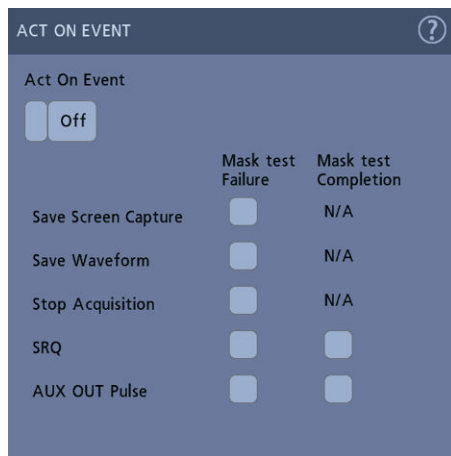 ACT ON EVENT ?
Act On Event
Off
Mask test Failure Mask test Completion
Save Screen Capture N/A
Save Waveform N/A
Stop Acquisition N/A
SRQ
AUX OUT Pulse